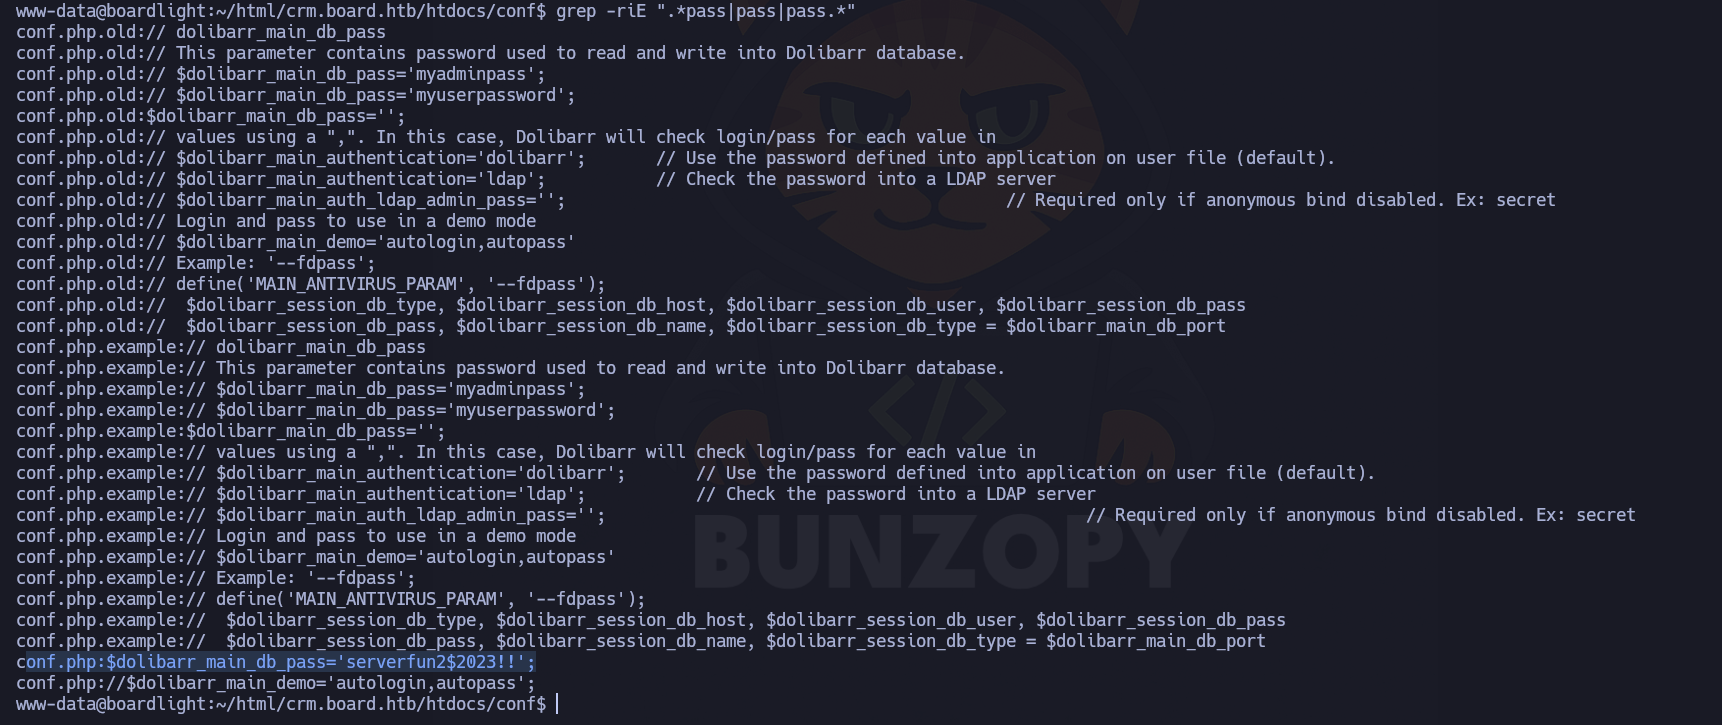 www-data@boardlight:~/html/crm.board.htb/htdocs/conf$ grep -riE ".*pass|pass|pass.*"
conf.php.old:// dolibarr_main_db_pass
conf.php.old:// This parameter contains password used to read and write into Dolibarr database.
conf.php.old:// $dolibarr_main_db_pass='myadminpass';
conf.php.old:// $dolibarr_main_db_pass='myuserpassword';
conf.php.old:$dolibarr_main_db_pass='';
conf.php.old:// values using a ",". In this case, Dolibarr will check login/pass for each value in
conf.php.old:// $dolibarr_main_authentication='dolibarr';       // Use the password defined into application on user file (default).
conf.php.old:// $dolibarr_main_authentication='ldap';           // Check the password into a LDAP server
conf.php.old:// $dolibarr_main_auth_ldap_admin_pass='';                                            // Required only if anonymous bind disabled. Ex: secret
conf.php.old:// Login and pass to use in a demo mode
conf.php.old:// $dolibarr_main_demo='autologin,autopass'
conf.php.old:// Example: '--fdpass';
conf.php.old:// define('MAIN_ANTIVIRUS_PARAM', '--fdpass');
conf.php.old://  $dolibarr_session_db_type, $dolibarr_session_db_host, $dolibarr_session_db_user, $dolibarr_session_db_pass
conf.php.old://  $dolibarr_session_db_pass, $dolibarr_session_db_name, $dolibarr_session_db_type = $dolibarr_main_db_port
conf.php.example:// dolibarr_main_db_pass
conf.php.example:// This parameter contains password used to read and write into Dolibarr database.
conf.php.example:// $dolibarr_main_db_pass='myadminpass';
conf.php.example:// $dolibarr_main_db_pass='myuserpassword';
conf.php.example:$dolibarr_main_db_pass='';
conf.php.example:// values using a ",". In this case, Dolibarr will check login/pass for each value in
conf.php.example:// $dolibarr_main_authentication='dolibarr';       // Use the password defined into application on user file (default).
conf.php.example:// $dolibarr_main_authentication='ldap';           // Check the password into a LDAP server
conf.php.example:// $dolibarr_main_auth_ldap_admin_pass='';                                                // Required only if anonymous bind disabled. Ex: secret
conf.php.example:// Login and pass to use in a demo mode
conf.php.example:// $dolibarr_main_demo='autologin,autopass'
conf.php.example:// Example: '--fdpass';
conf.php.example:// define('MAIN_ANTIVIRUS_PARAM', '--fdpass');
conf.php.example://  $dolibarr_session_db_type, $dolibarr_session_db_host, $dolibarr_session_db_user, $dolibarr_session_db_pass
conf.php.example://  $dolibarr_session_db_pass, $dolibarr_session_db_name, $dolibarr_session_db_type = $dolibarr_main_db_port
conf.php:$dolibarr_main_db_pass='serverfun2$2023!!';
conf.php://$dolibarr_main_demo='autologin,autopass';
www-data@boardlight:~/html/crm.board.htb/htdocs/conf$
</>
BUNZOPY